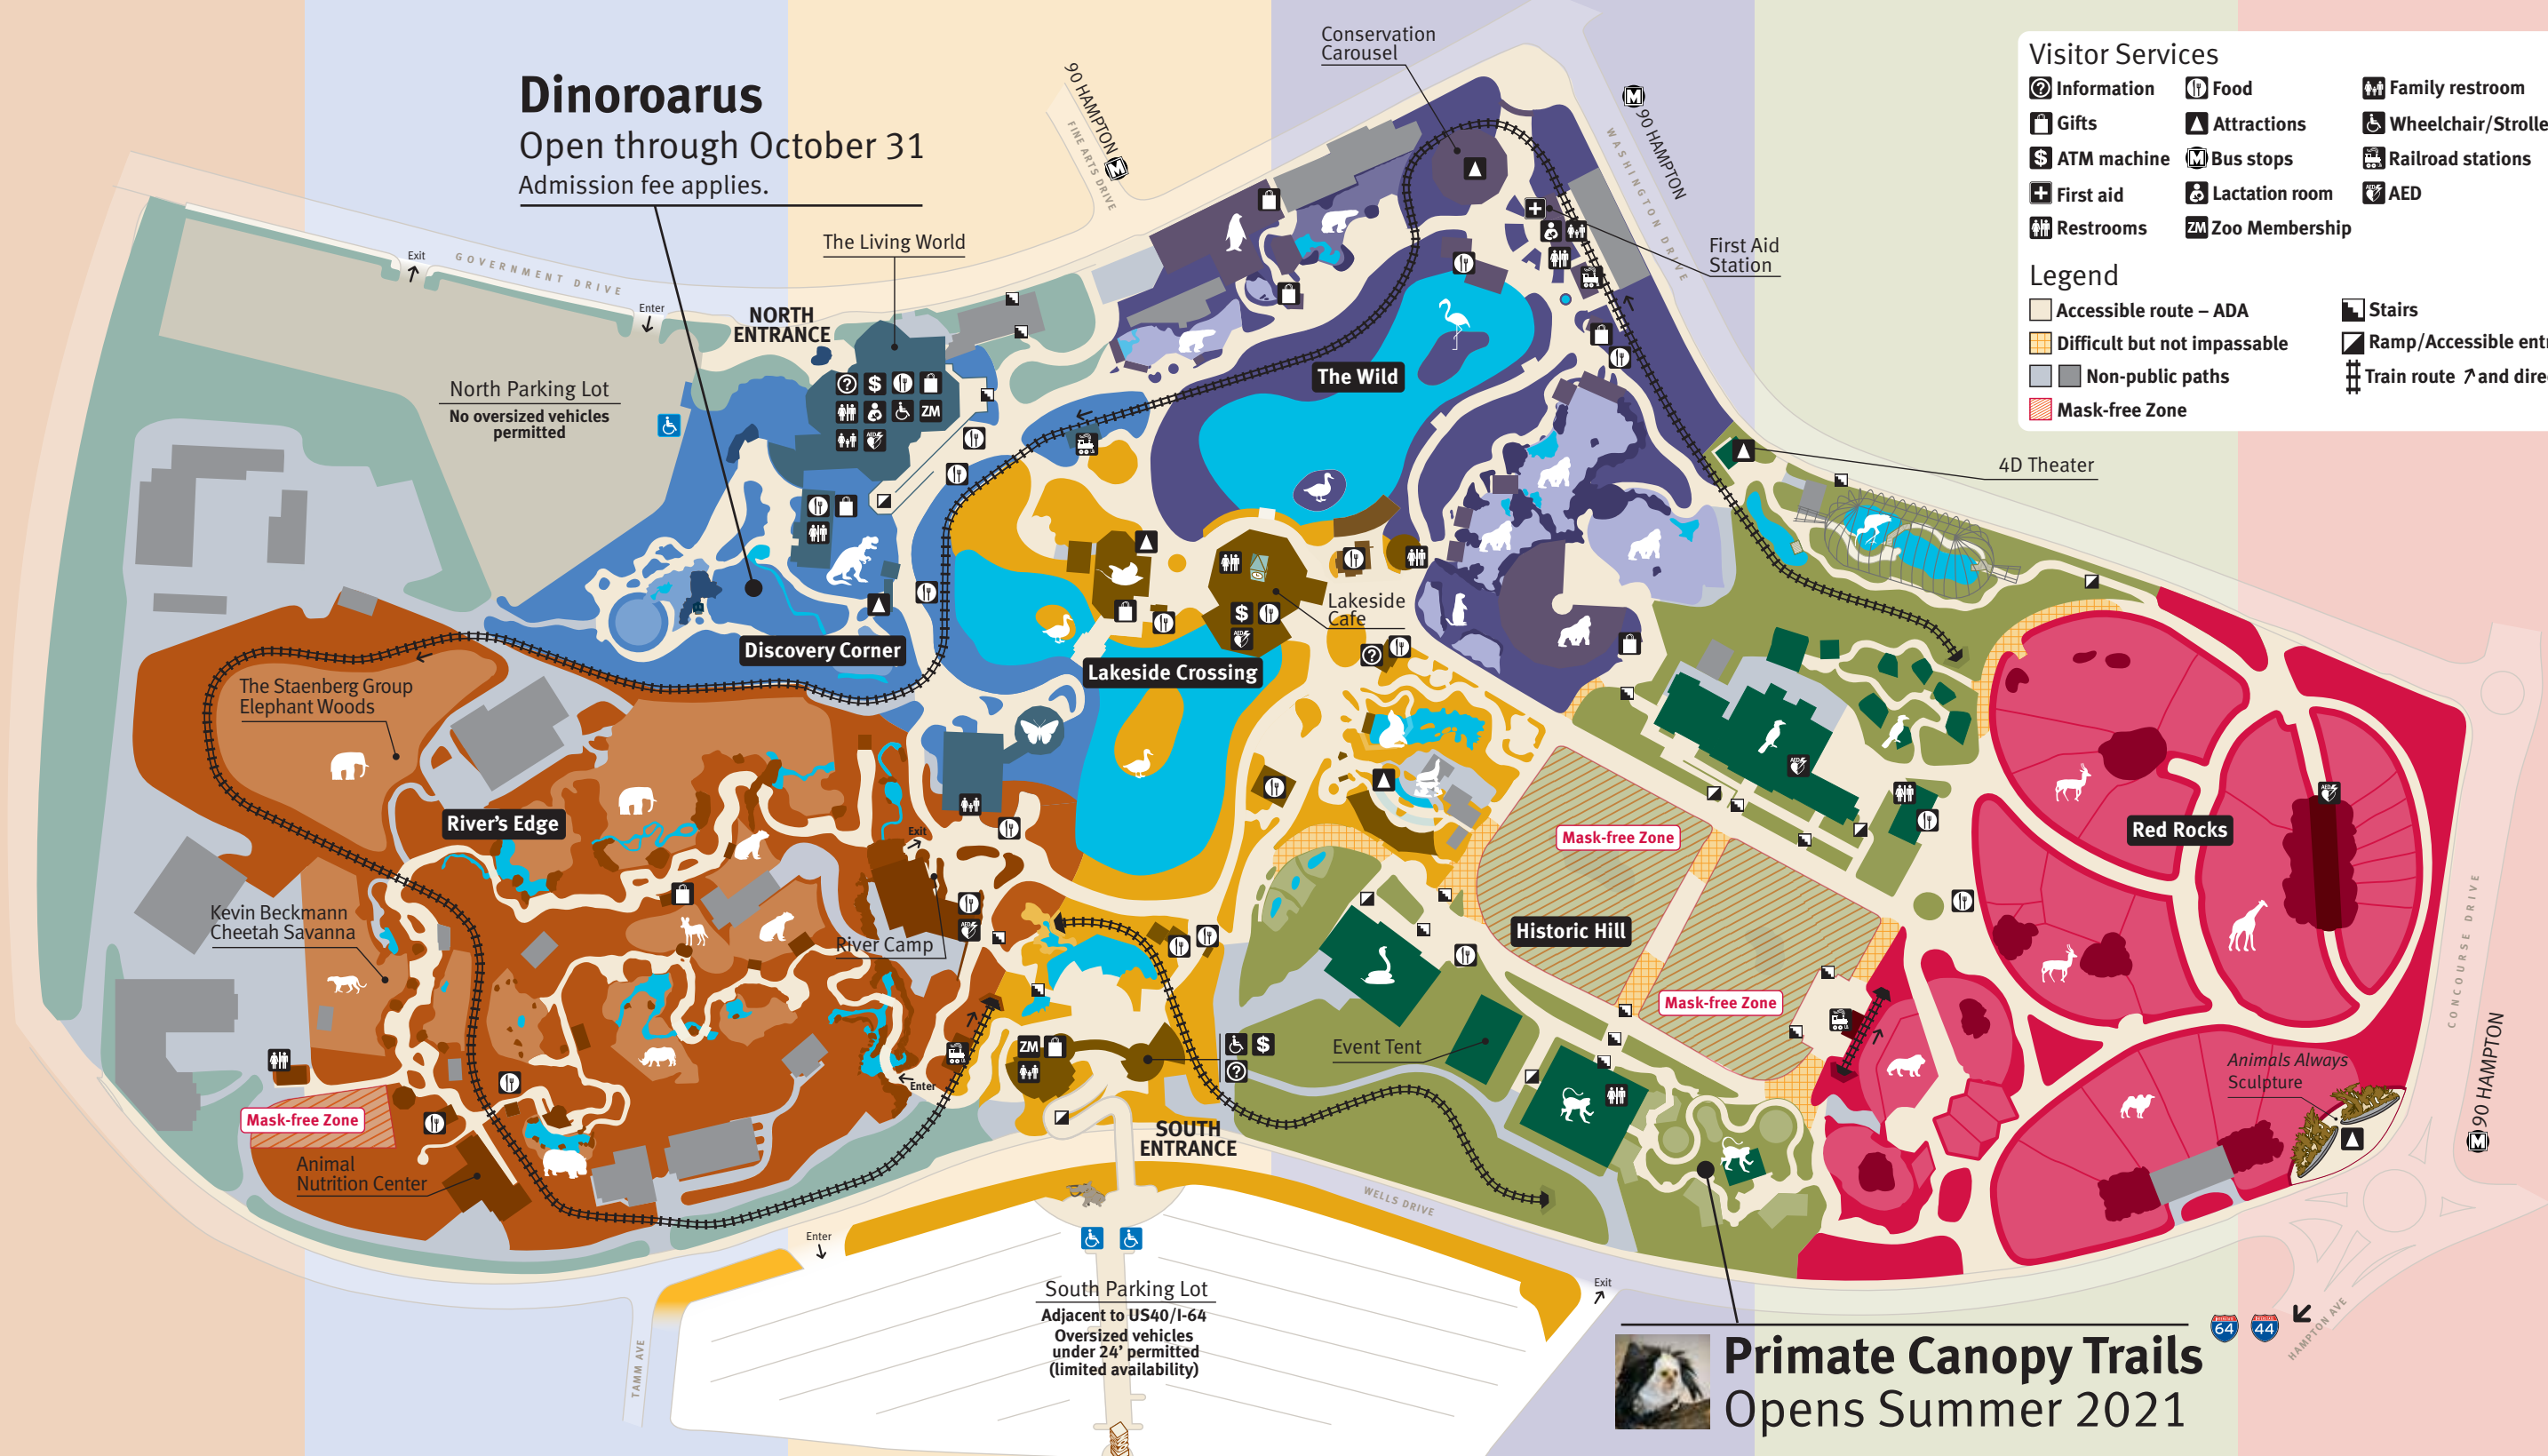 Dinoroarus
Open through October 31
Admission fee applies.
The Living World
NORTH
ENTRANCE
Exit
GOVERNMENT DRIVE
Enter
North Parking Lot
No oversized vehicles
permitted
90 HAMPTON
M
FINE ARTS DRIVE
Conservation
Carousel
M
90 HAMPTON
WASHINGTON DRIVE
First Aid
Station
4D Theater
Visitor Services
Information
Food
Family restroom
Gifts
Attractions
Wheelchair/Strolle
ATM machine
Bus stops
Railroad stations
First aid
Lactation room
AED
Restrooms
ZM Zoo Membership
Legend
Accessible route – ADA
Stairs
Difficult but not impassable
Ramp/Accessible entr
Non-public paths
Train route
and dire
Mask-free Zone
The Wild
Discovery Corner
Lakeside Crossing
Lakeside
Cafe
The Staenberg Group
Elephant Woods
River's Edge
Kevin Beckmann
Cheetah Savanna
Exit
River Camp
Enter
Mask-free Zone
Animal
Nutrition Center
ZM
ZM
SOUTH
ENTRANCE
Event Tent
Historic Hill
Mask-free Zone
Mask-free Zone
Red Rocks
Animals Always
Sculpture
CONCOURSE DRIVE
M 90 HAMPTON
WELLS DRIVE
Enter
Exit
TAMM AVE
South Parking Lot
Adjacent to US40/I-64
Oversized vehicles
under 24' permitted
(limited availability)
Primate Canopy Trails
Opens Summer 2021
64
44
HAMPTON AVE